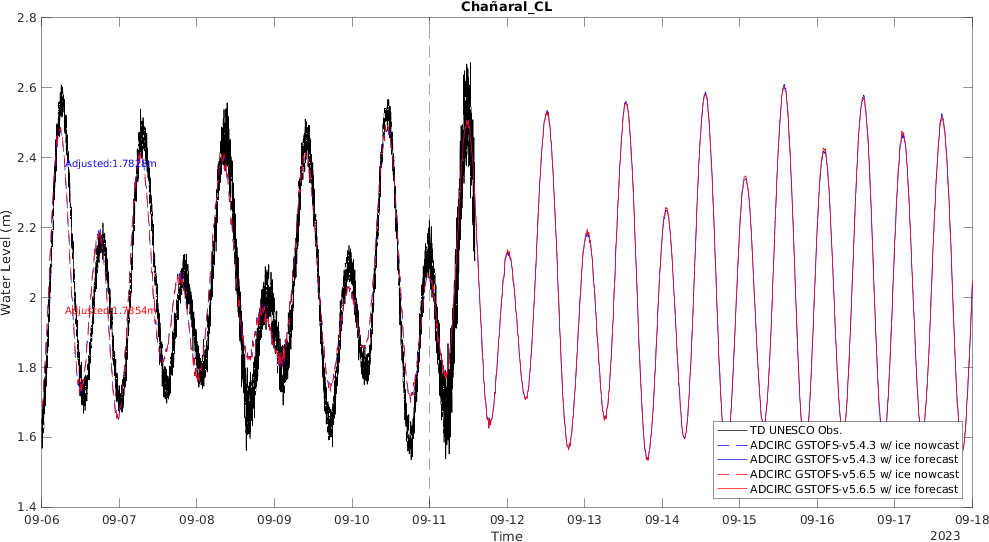 Chañaral_CL
2.8
2.6
2.4
2.2
2
1.8
1.6
1.4
Water Level (m)
Adjusted:1.7828m
Adjusted:1.7354m
TD UNESCO Obs.
ADCIRC GSTOFS-v5.4.3 w/ ice nowcast
ADCIRC GSTOFS-v5.4.3 w/ ice forecast
ADCIRC GSTOFS-v5.6.5 w/ ice nowcast
ADCIRC GSTOFS-v5.6.5 w/ ice forecast
09-06 09-07 09-08 09-09 09-10 09-11 09-12 09-13 09-14 09-15 09-16 09-17 09-18
Time
2023